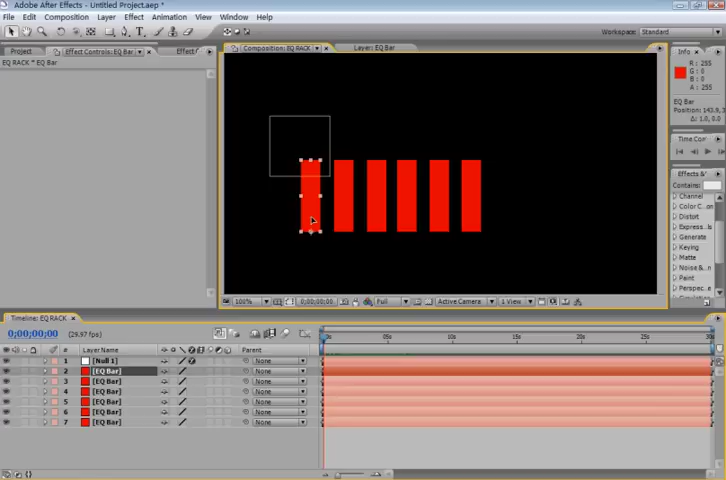 Adobe After Effects - Untitled Project.aep *
File Edit Composition Layer Effect Animation View Window Help
Workspace: Standard
Project Effect Controls: EQ Bar Effect
EQ RACK * EQ Bar
Composition: EQ RACK Layer: EQ Bar
Info
R : 255
G : 0
B : 0
A : 255
EQ Bar
Position: 143.9, 3
Δ: 1.0, 0.0
Time Con
Effects &
Contains:
Channel
Color C...
Distort
Express...
Generate
Keying
Matte
Noise &...
Paint
Perspec...
100% 0;00;00;00 Full Active Camera 1 View
Timeline: EQ RACK
0;00;00;00 (29.97 fps)
# Layer Name Parent
0s 05s 10s 15s 20s 25s 30s
1 [Null 1] None
2 [EQ Bar] None
3 [EQ Bar] None
4 [EQ Bar] None
5 [EQ Bar] None
6 [EQ Bar] None
7 [EQ Bar] None